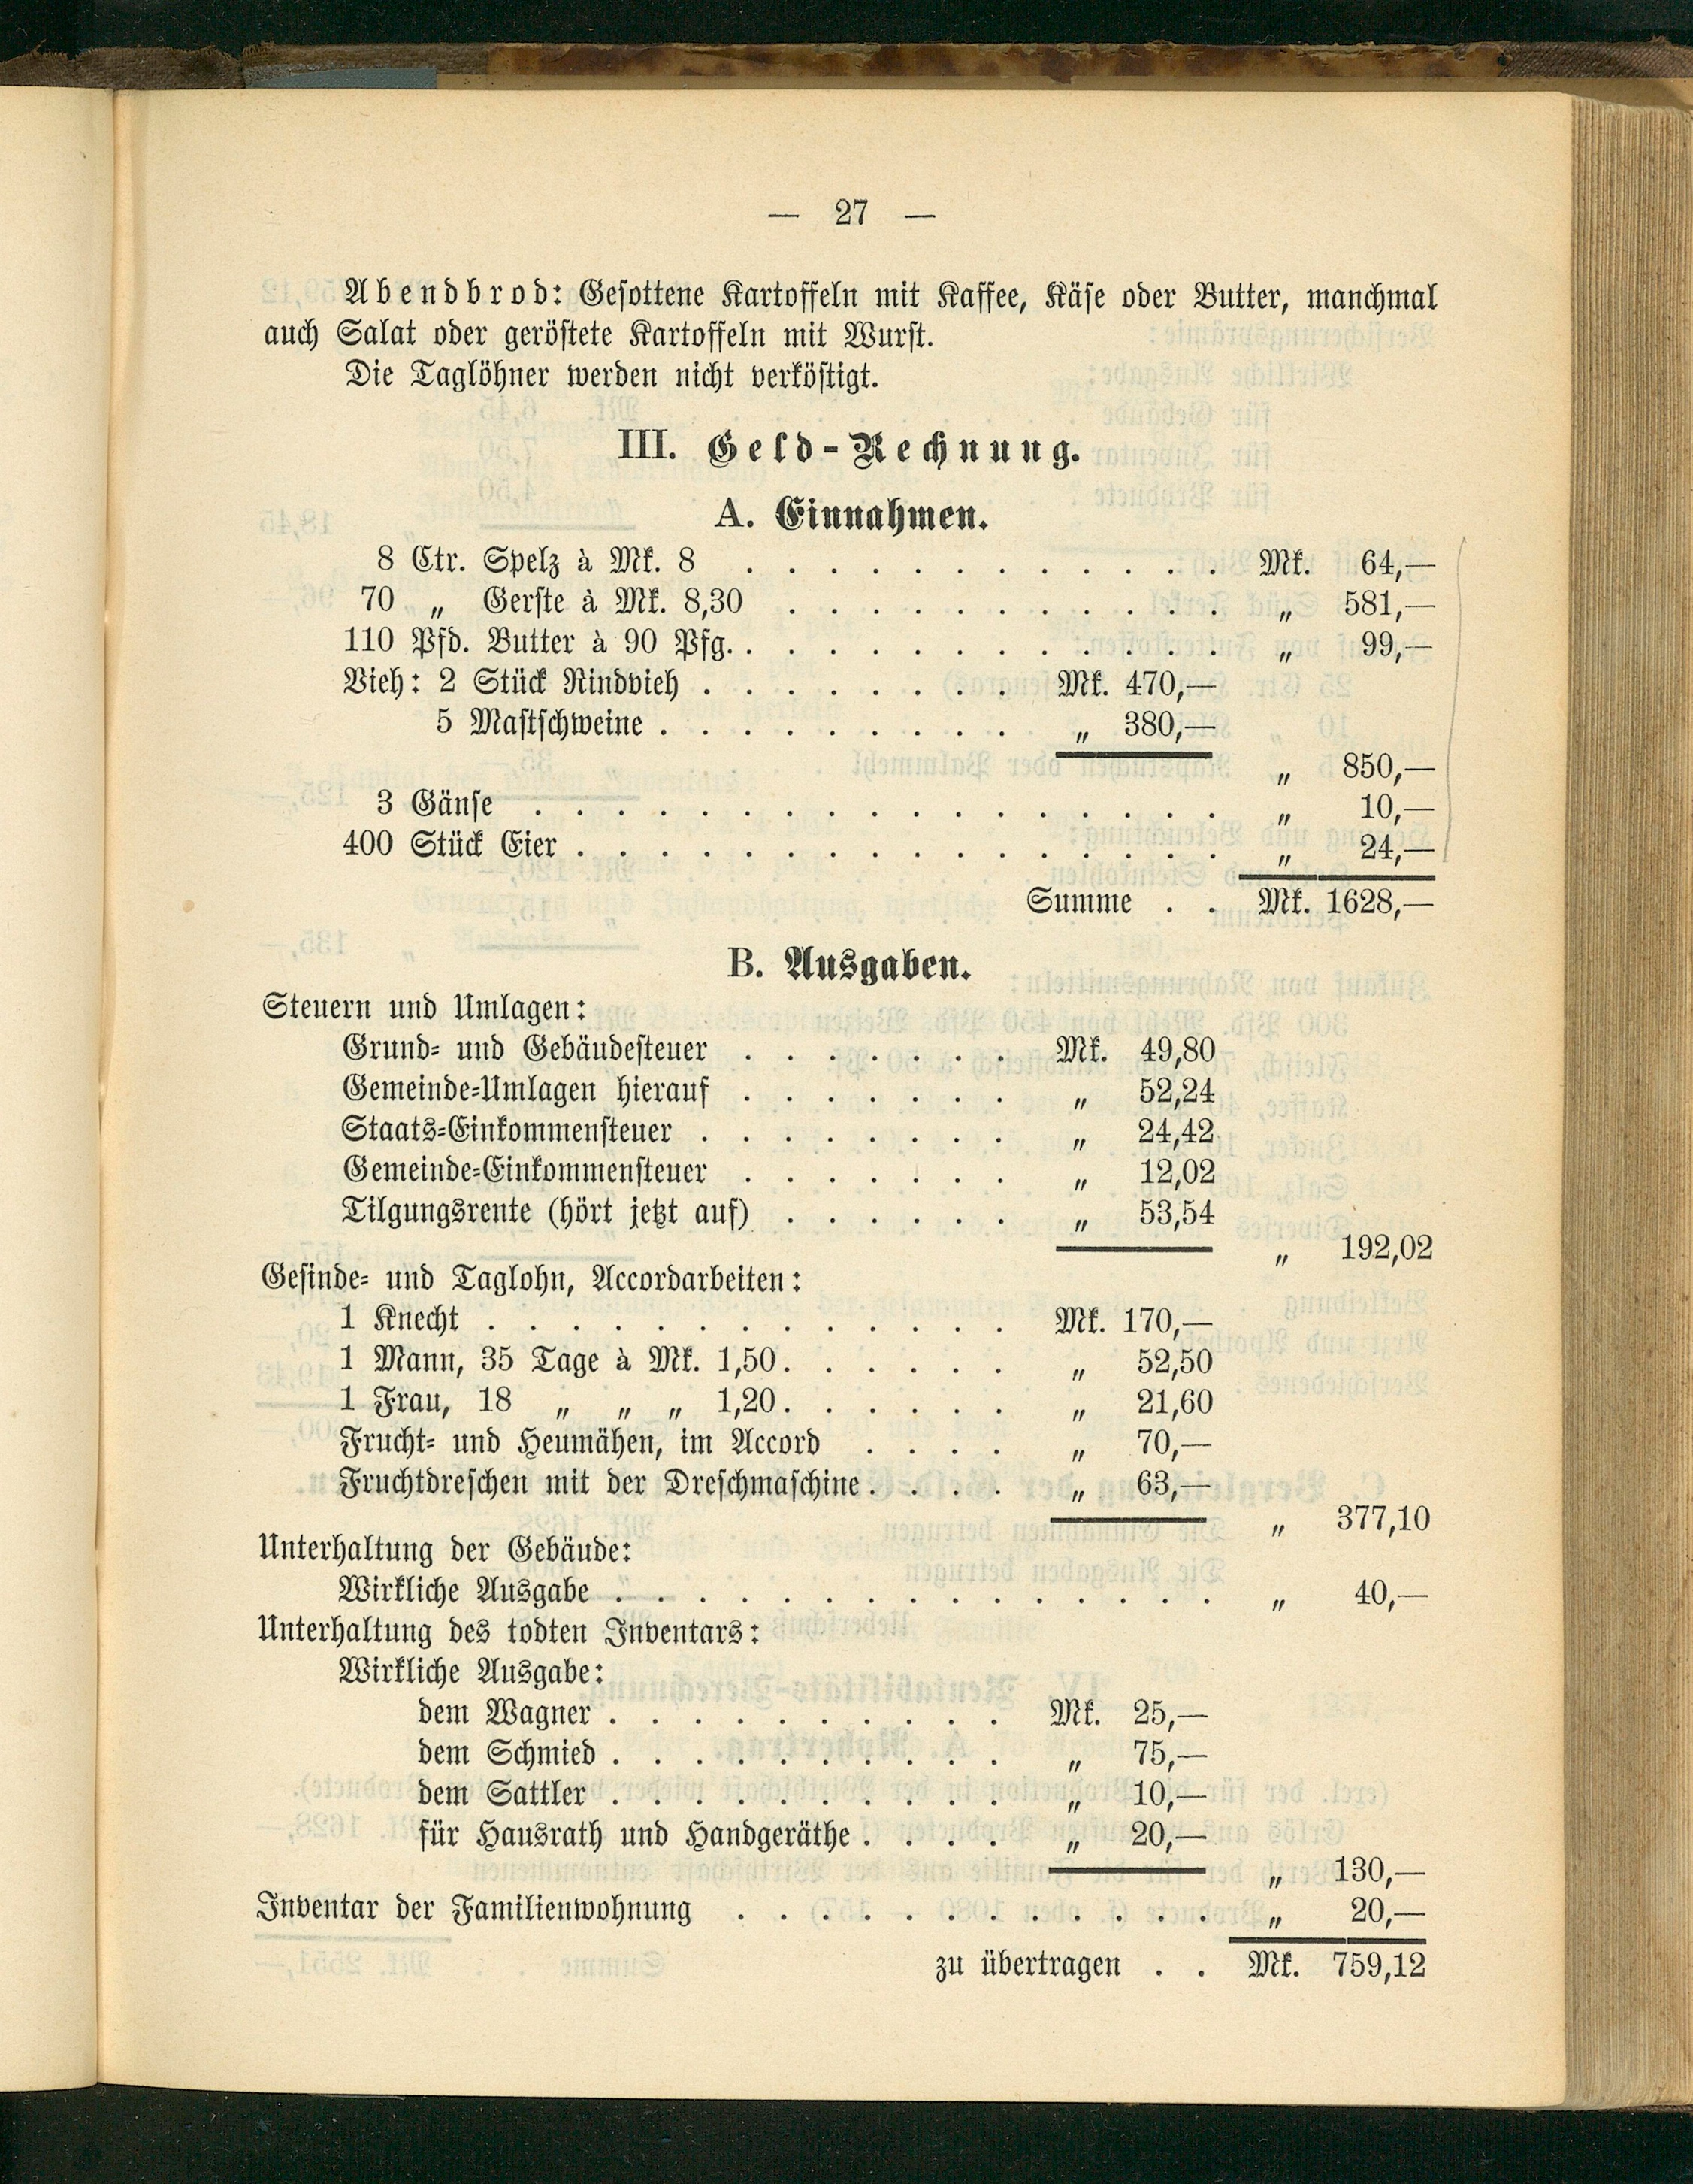 — 27 —
Abendbrod: Gesottene Kartoffeln mit Kaffee, Käse oder Butter, manchmal
auch Salat oder geröstete Kartoffeln mit Wurst.
Die Taglöhner werden nicht verköstigt.
III. Geld-Rechnung.
A. Einnahmen.
8 Ctr. Spelz à Mk. 8 . . . . . . . . . . . . Mk. 64,—
70 „ Gerste à Mk. 8,30 . . . . . . . . . . . „ 581,—
110 Pfd. Butter à 90 Pfg. . . . . . . . . . . . . „ 99,—
Vieh: 2 Stück Rindvieh . . . . . . . . Mk. 470,—
5 Mastschweine . . . . . . . . . „ 380,—
„ 850,—
3 Gänse . . . . . . . . . . . . . . . . . „ 10,—
400 Stück Eier . . . . . . . . . . . . . . . . „ 24,—
Summe . . Mk. 1628,—
B. Ausgaben.
Steuern und Umlagen:
Grund- und Gebäudesteuer . . . . . . . Mk. 49,80
Gemeinde-Umlagen hierauf . . . . . . . „ 52,24
Staats-Einkommensteuer . . . . . . . . „ 24,42
Gemeinde-Einkommensteuer . . . . . . . „ 12,02
Tilgungsrente (hört jetzt auf) . . . . . . „ 53,54
„ 192,02
Gesinde- und Taglohn, Accordarbeiten:
1 Knecht . . . . . . . . . . . . . Mk. 170,—
1 Mann, 35 Tage à Mk. 1,50 . . . . . . „ 52,50
1 Frau, 18 „ „ „ 1,20 . . . . . . „ 21,60
Frucht- und Heumähen, im Accord . . . . „ 70,—
Fruchtdreschen mit der Dreschmaschine . . . . „ 63,—
„ 377,10
Unterhaltung der Gebäude:
Wirkliche Ausgabe . . . . . . . . . . . . . . . „ 40,—
Unterhaltung des todten Inventars:
Wirkliche Ausgabe:
dem Wagner . . . . . . . . . . Mk. 25,—
dem Schmied . . . . . . . . . . „ 75,—
dem Sattler . . . . . . . . . . „ 10,—
für Hausrath und Handgeräthe . . . . „ 20,—
„ 130,—
Inventar der Familienwohnung . . . . . . . . . . . . „ 20,—
zu übertragen . . Mk. 759,12